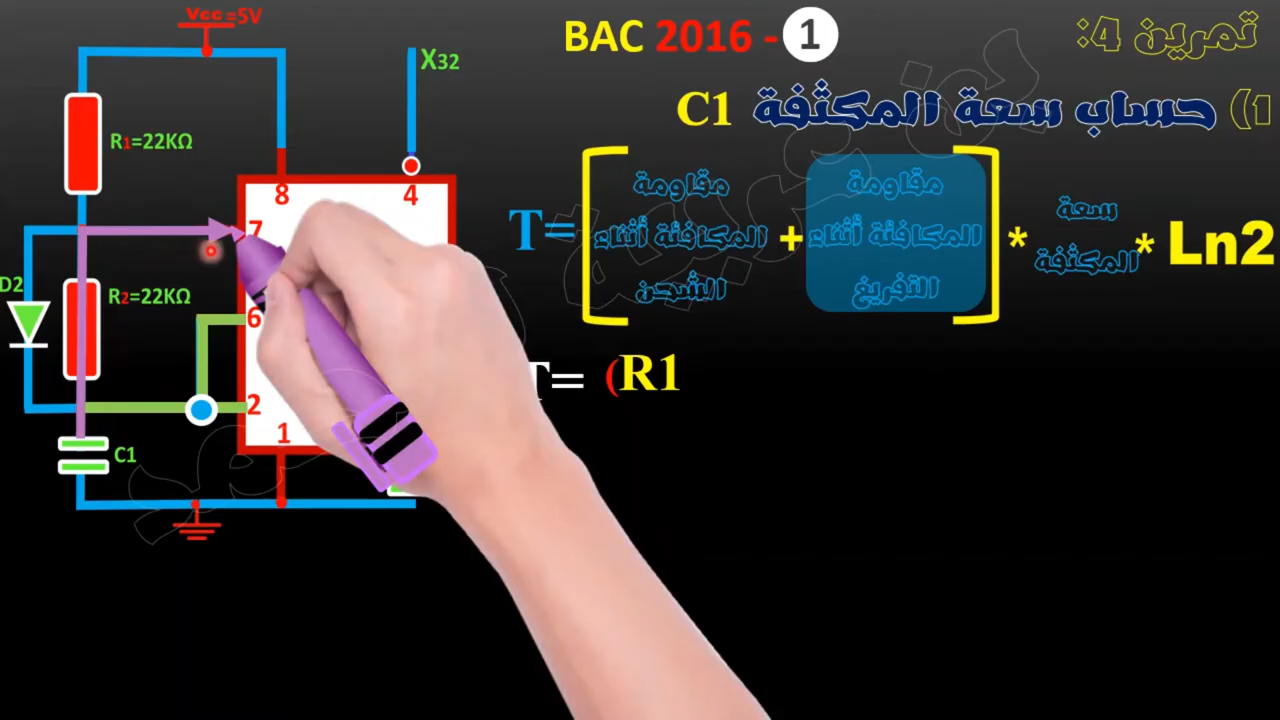 تمرين 4:
BAC 2016 - 1
1) حساب سعة المكثفة C1
T= [مقاومة المكافئة أثناء الشحن + مقاومة المكافئة أثناء التفريغ] * سعة المكثفة * Ln2
T= (R1
Vcc =5V
X32
R1=22KΩ
8
4
7
D2
R2=22KΩ
6
2
1
C1